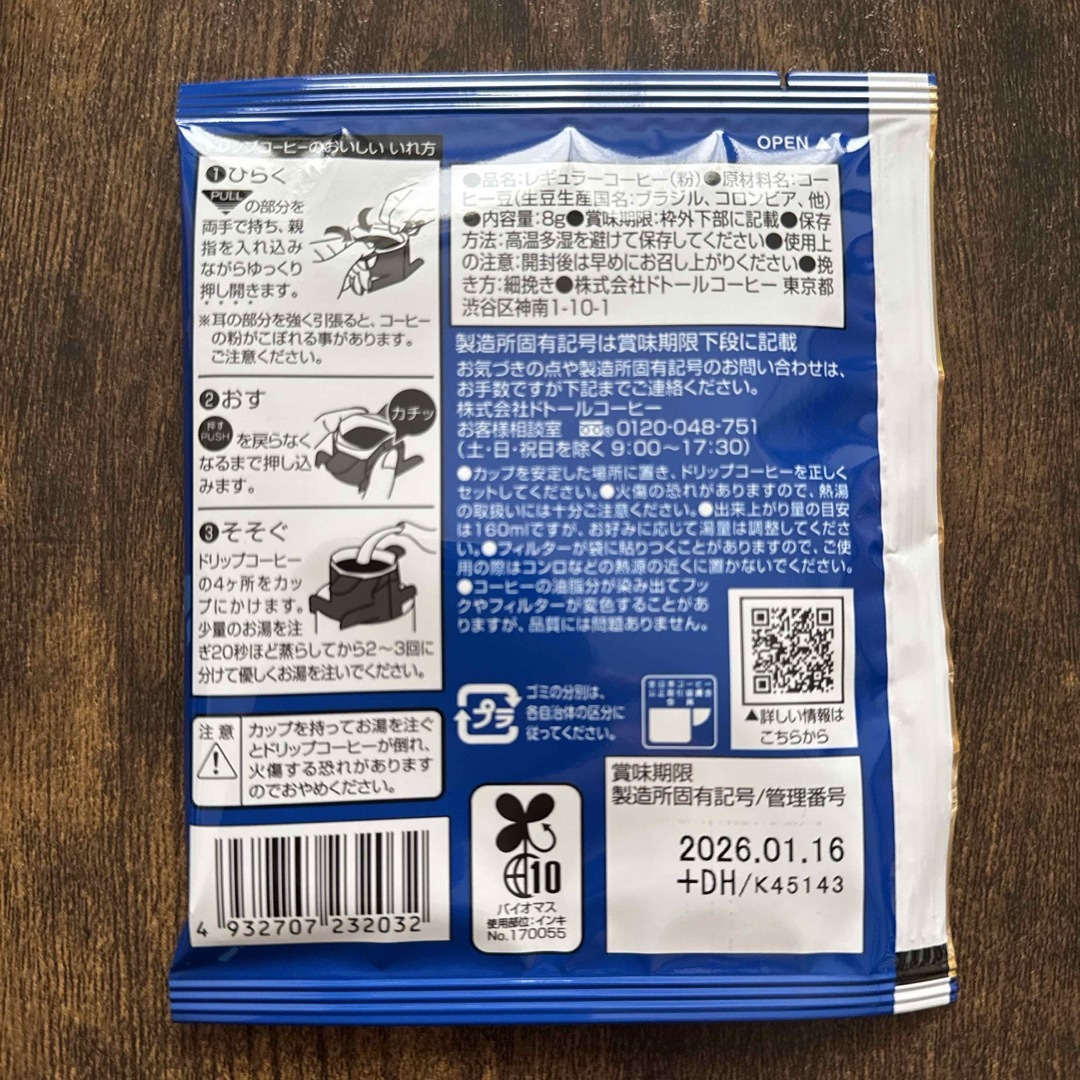 ドリップコーヒーのおいしい いれ方
OPEN▲
❶ひらく
PULL
の部分を
両手で持ち、親
指を入れ込み
ながらゆっくり
押し開きます。
※耳の部分を強く引張ると、コーヒー
の粉がこぼれる事があります。
ご注意ください。
❷おす
押す
PUSH
を戻らなく
なるまで押し込
みます。
カチッ
❸そそぐ
ドリップコーヒー
の4ヶ所をカッ
プにかけます。
少量のお湯を注
ぎ20秒ほど蒸らしてから2〜3回に
分けて優しくお湯を注いでください。
注意
カップを持ってお湯を注ぐ
とドリップコーヒーが倒れ、
火傷する恐れがあります
のでおやめください。
4 932707 232032
●品名:レギュラーコーヒー(粉)●原材料名:コー
ヒー豆(生豆生産国名:ブラジル、コロンビア、他)
●内容量:8g●賞味期限:枠外下部に記載●保存
方法:高温多湿を避けて保存してください●使用上
の注意:開封後は早めにお召し上がりください●挽
き方:細挽き●株式会社ドトールコーヒー 東京都
渋谷区神南1-10-1
製造所固有記号は賞味期限下段に記載
お気づきの点や製造所固有記号のお問い合わせは、
お手数ですが下記までご連絡ください。
株式会社ドトールコーヒー
お客様相談室 0120-048-751
(土・日・祝日を除く 9:00〜17:30)
●カップを安定した場所に置き、ドリップコーヒーを正しく
セットしてください。●火傷の恐れがありますので、熱湯
の取扱いには十分ご注意ください。●出来上がり量の目安
は160mlですが、お好みに応じて湯量は調整してくださ
い。●フィルターが袋に貼りつくことがありますので、ご使
用の際はコンロなどの熱源の近くに置かないでください。
●コーヒーの油脂分が染み出てフッ
クやフィルターが変色することがあ
りますが、品質には問題ありません。
プラ
ゴミの分別は、
各自治体の区分に
従ってください。
全日本コーヒー
公正取引協議会
会員
▲詳しい情報は
こちらから
10
バイオマス
使用部位:インキ
No.170055
賞味期限
製造所固有記号/管理番号
2026.01.16
+DH/K45143